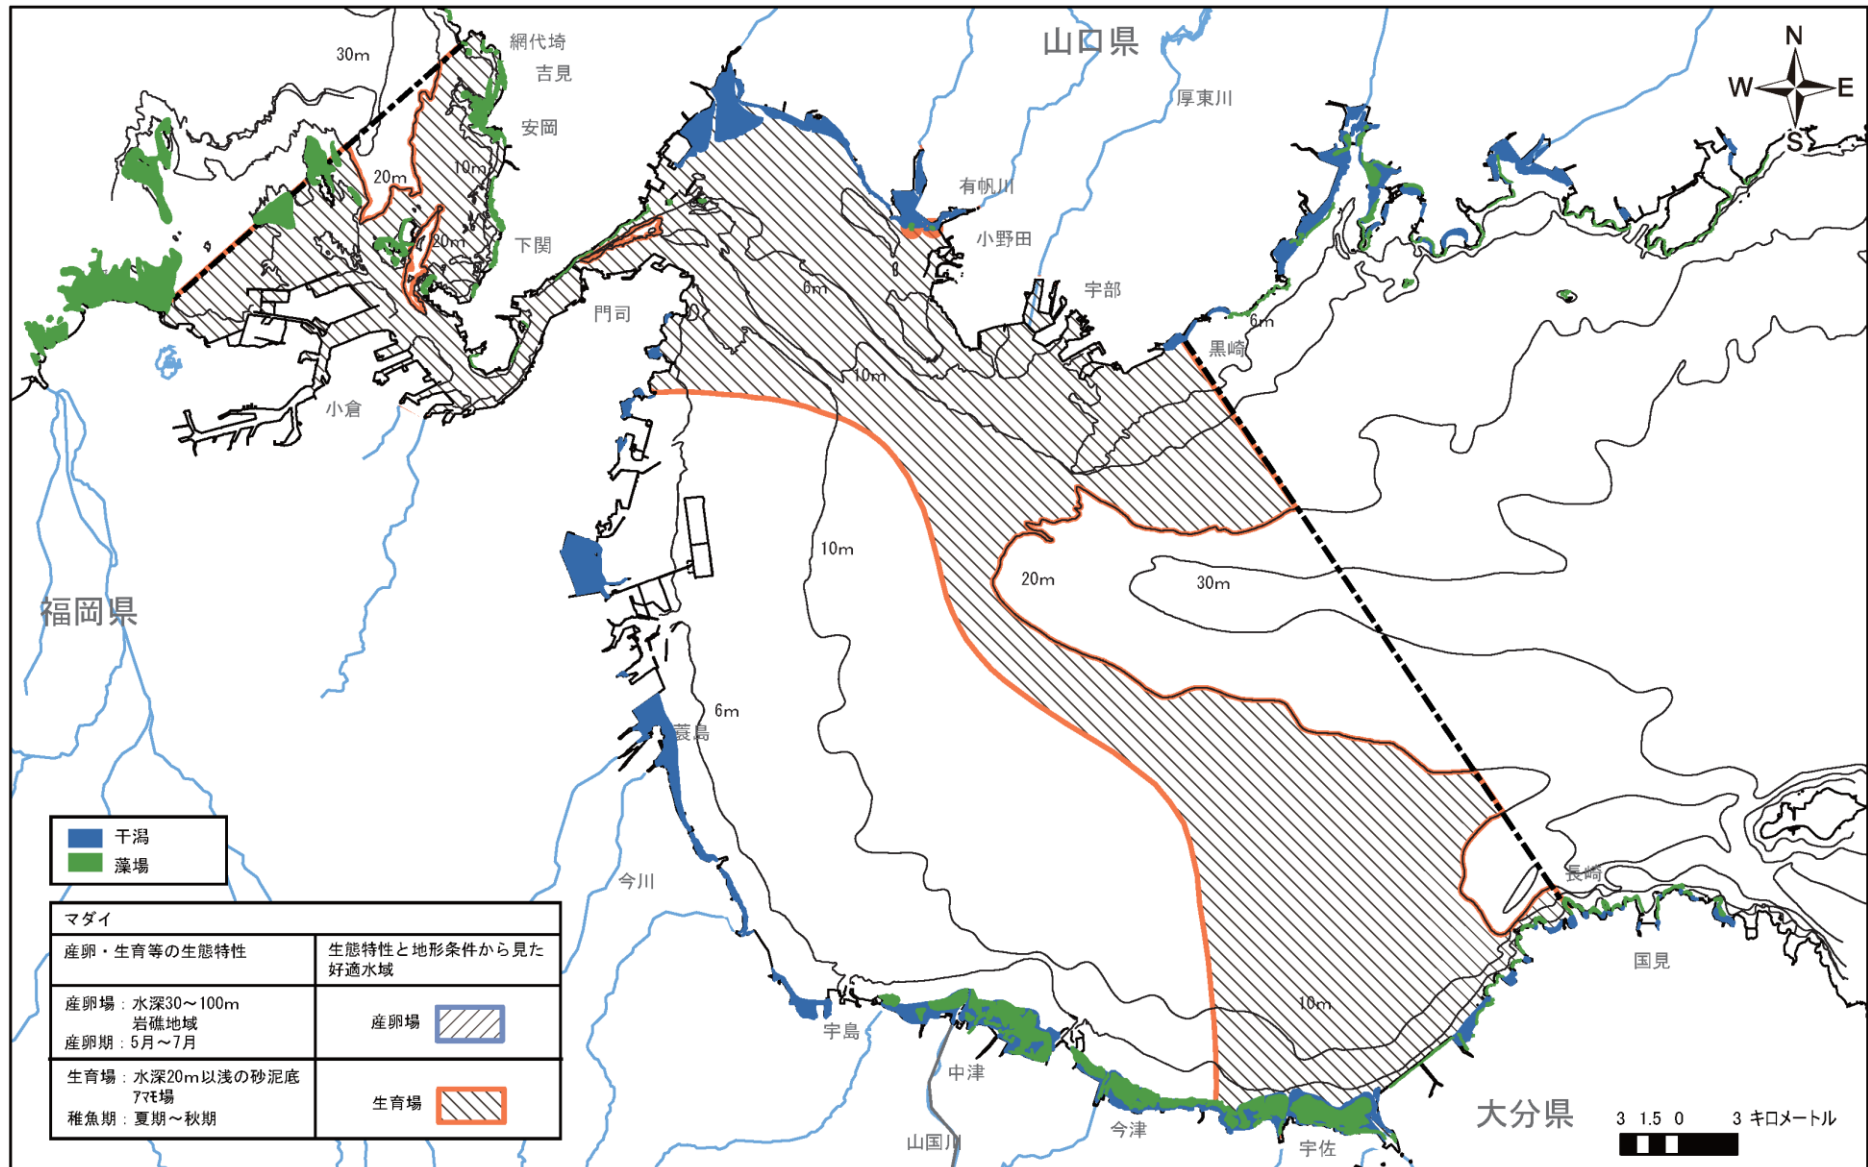 網代埼
吉見
30m
山口県
N
W
E
S
厚東川
安岡
10m
20m
有帆川
下関
20m
小野田
6m
宇部
門司
6m
黒崎
10m
小倉
10m
20m
30m
福岡県
6m
蓑島
干潟
藻場
今川
長崎
マダイ
産卵・生育等の生態特性
生態特性と地形条件から見た
好適水域
国見
産卵場：水深30～100m
岩礁地域
産卵期：5月～7月
産卵場
10m
宇島
中津
生育場：水深20m以浅の砂泥底
アマモ場
稚魚期：夏期～秋期
生育場
大分県
3 1.5 0 3 キロメートル
今津
山国川
宇佐